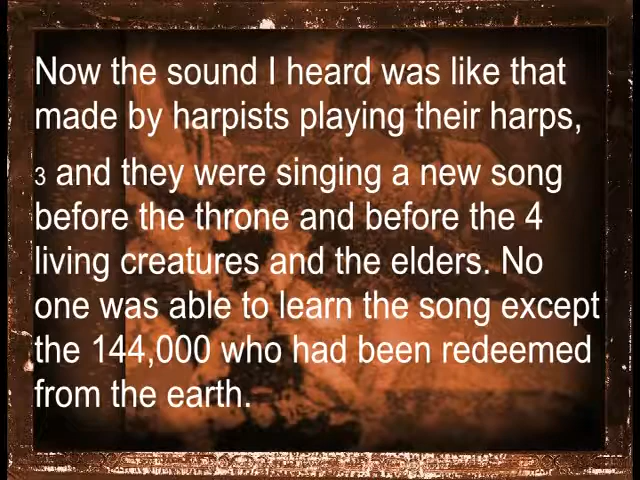 Now the sound I heard was like that
made by harpists playing their harps,
3 and they were singing a new song
before the throne and before the 4
living creatures and the elders. No
one was able to learn the song except
the 144,000 who had been redeemed
from the earth.